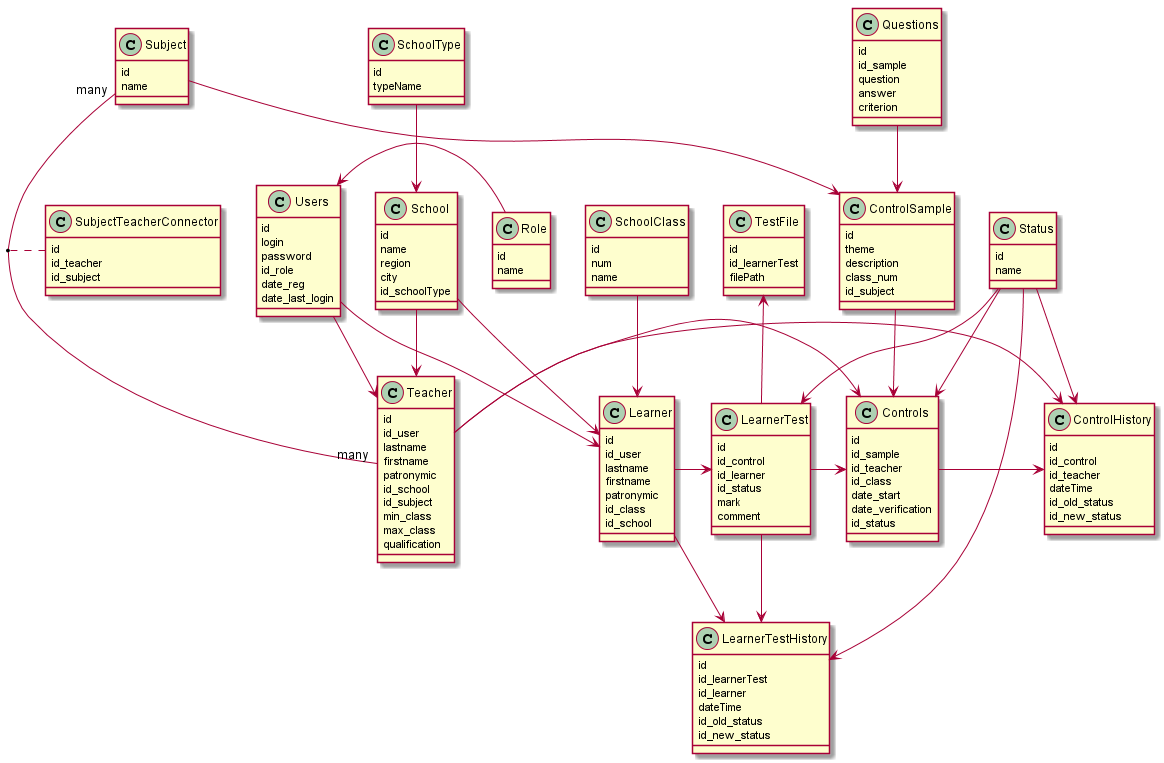 C Subject
id
name
many
C SchoolType
id
typeName
C Questions
id
id_sample
question
answer
criterion
C SubjectTeacherConnector
id
id_teacher
id_subject
C Users
id
login
password
id_role
date_reg
date_last_login
C School
id
name
region
city
id_schoolType
C Role
id
name
C SchoolClass
id
num
name
C TestFile
id
id_learnerTest
filePath
C ControlSample
id
theme
description
class_num
id_subject
C Status
id
name
many
C Teacher
id
id_user
lastname
firstname
patronymic
id_school
id_subject
min_class
max_class
qualification
C Learner
id
id_user
lastname
firstname
patronymic
id_class
id_school
C LearnerTest
id
id_control
id_learner
id_status
mark
comment
C Controls
id
id_sample
id_teacher
id_class
date_start
date_verification
id_status
C ControlHistory
id
id_control
id_teacher
dateTime
id_old_status
id_new_status
C LearnerTestHistory
id
id_learnerTest
id_learner
dateTime
id_old_status
id_new_status